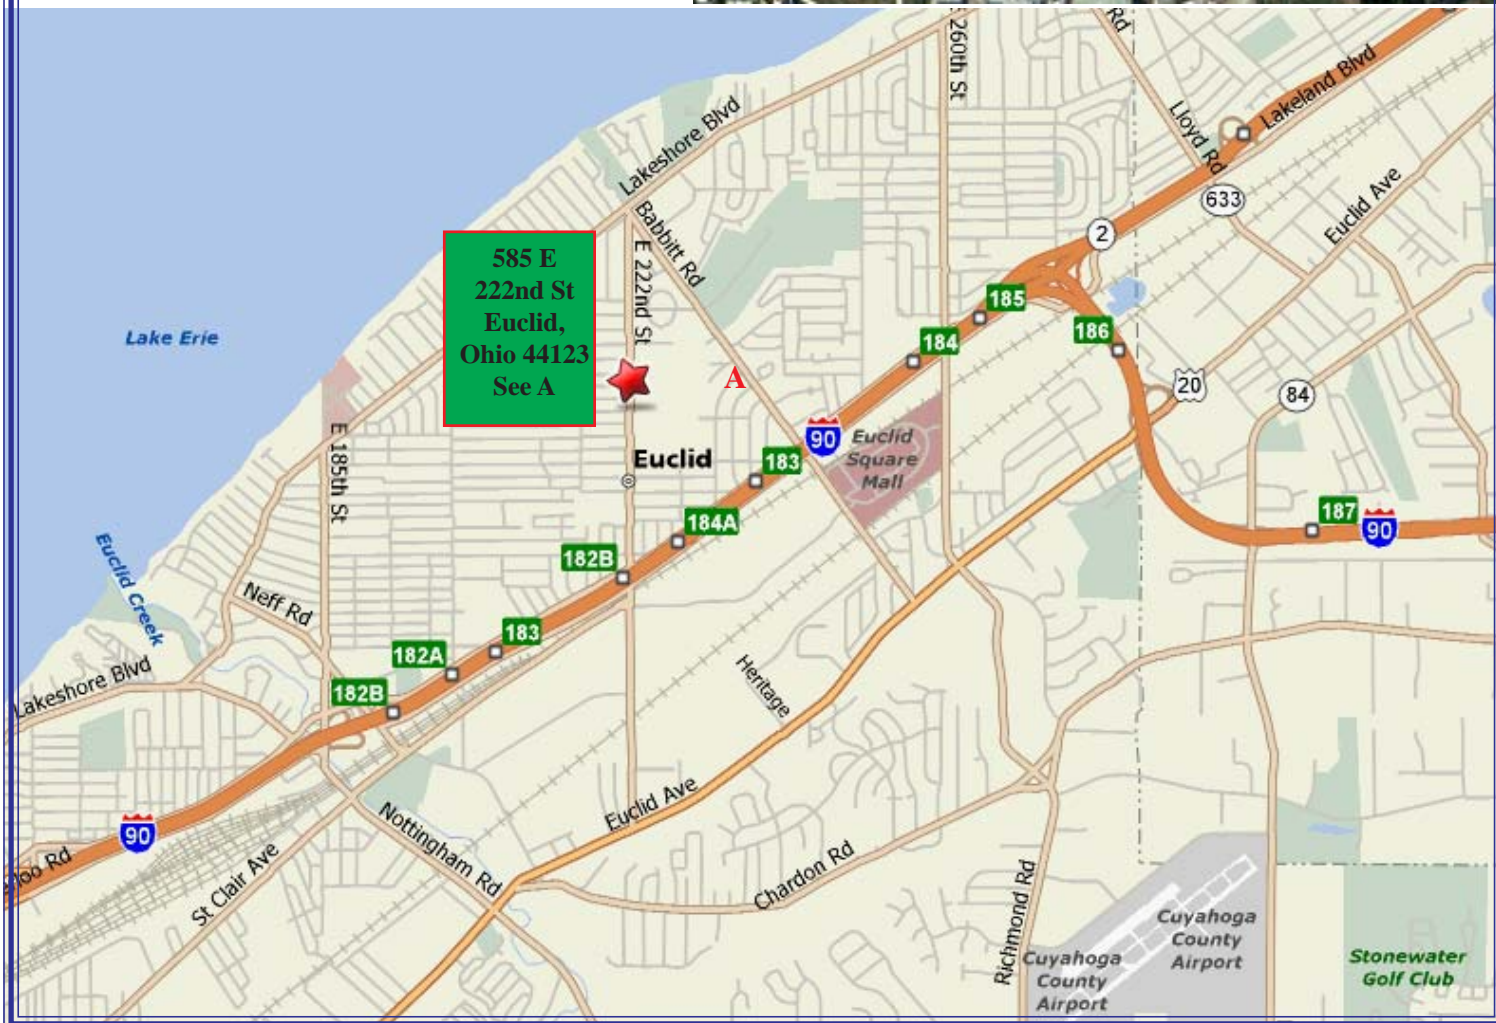 Rd
260th St
Lakeland Blvd
Lakeshore Blvd
Lloyd Rd
633
Euclid Ave
Babbitt Rd
2
E 222nd St
585 E
222nd St
Euclid,
Ohio 44123
See A
185
Lake Erie
184
186
A
20
84
90
Euclid
Square
Mall
E 185th St
Euclid
183
184A
187
90
182B
Euclid Creek
Neff Rd
183
182A
Heritage
Lakeshore Blvd
182B
Euclid Ave
90
Nottingham Rd
oo Rd
St Clair Ave
Chardon Rd
Richmond Rd
Cuyahoga
County
Airport
Cuyahoga
County
Airport
Stonewater
Golf Club